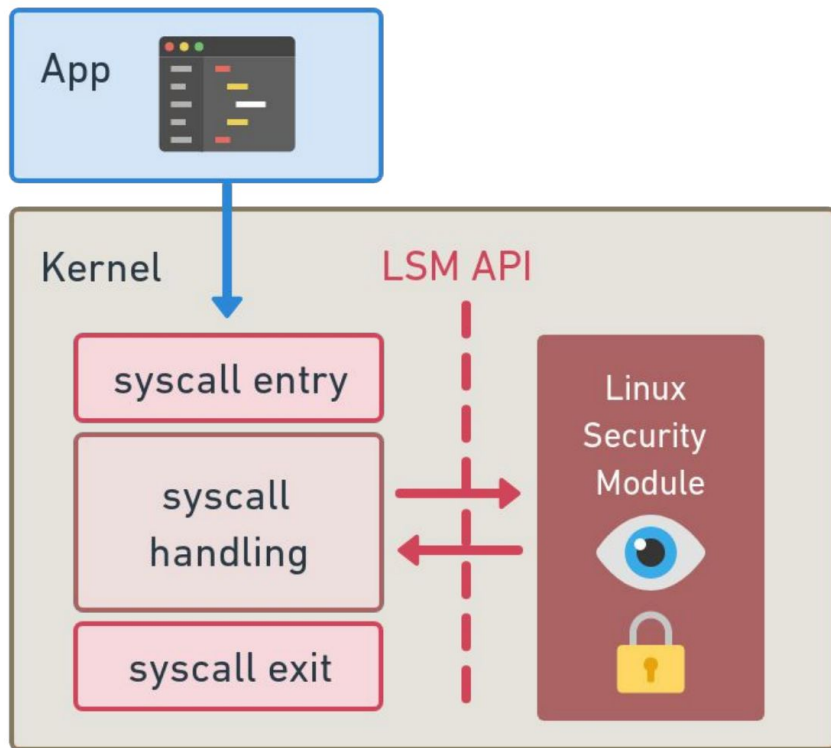 App
Kernel
LSM API
syscall entry
syscall
handling
syscall exit
Linux
Security
Module